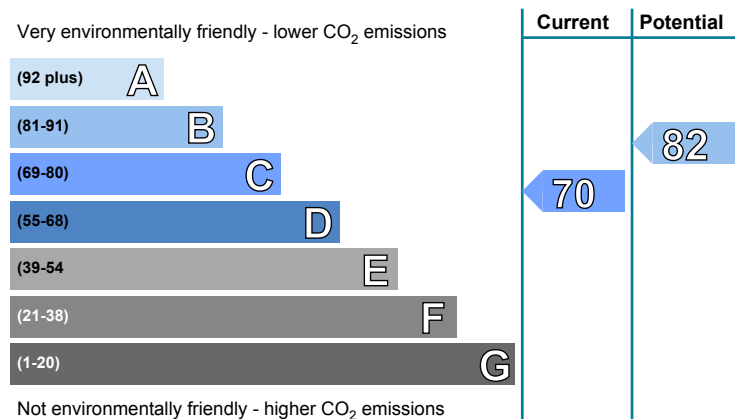 Very environmentally friendly - lower CO2 emissions
Current
Potential
(92 plus) A
(81-91) B
(69-80) C
(55-68) D
(39-54 E
(21-38) F
(1-20) G
70
82
Not environmentally friendly - higher CO2 emissions